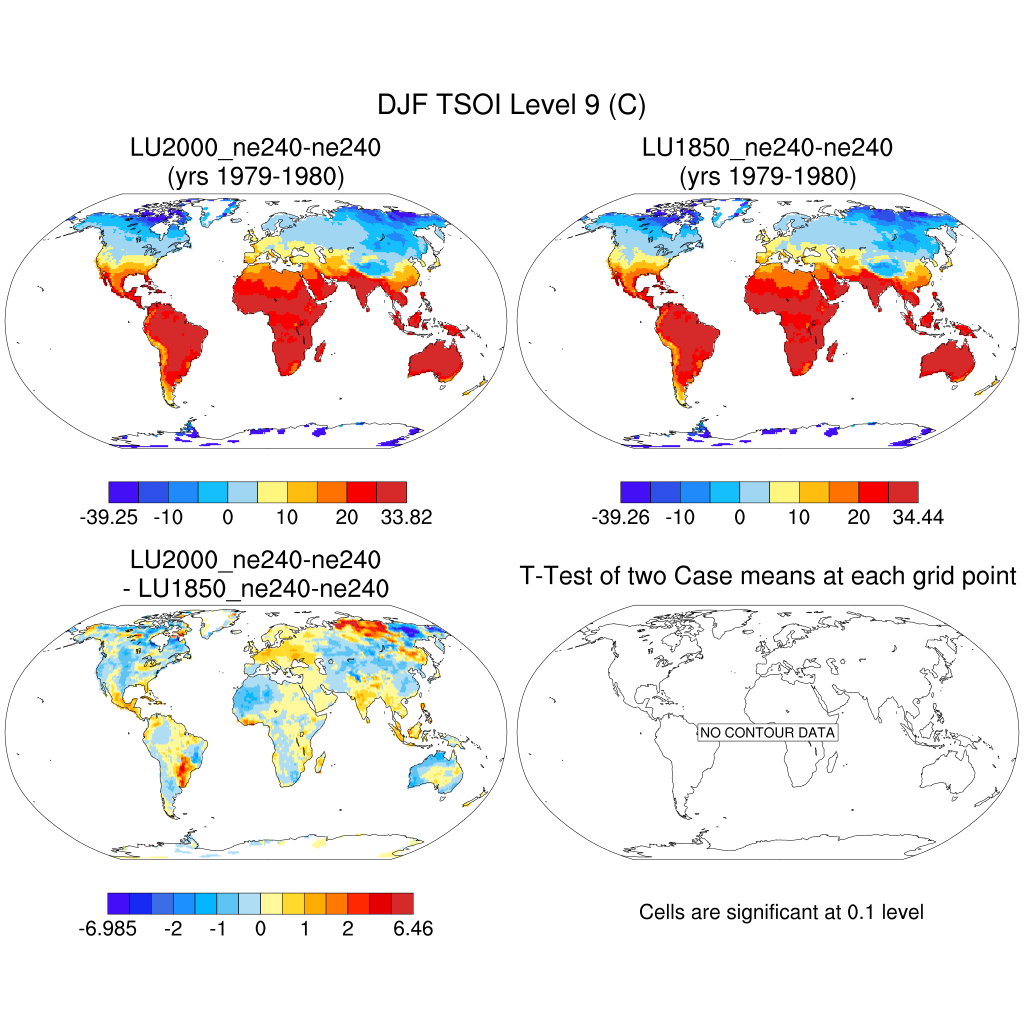 DJF TSOI Level 9 (C)
LU2000_ne240-ne240
(yrs 1979-1980)
LU1850_ne240-ne240
(yrs 1979-1980)
-39.25 -10 0 10 20 33.82
-39.26 -10 0 10 20 34.44
LU2000_ne240-ne240
- LU1850_ne240-ne240
T-Test of two Case means at each grid point
NO CONTOUR DATA
-6.985 -2 -1 0 1 2 6.46
Cells are significant at 0.1 level